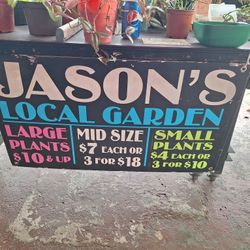 JASON'S
LOCAL GARDEN
LARGE
PLANTS
$10 & UP
MID SIZE
$7 EACH OR
3 FOR $18
SMALL
PLANTS
$4 EACH OR
3 FOR $10